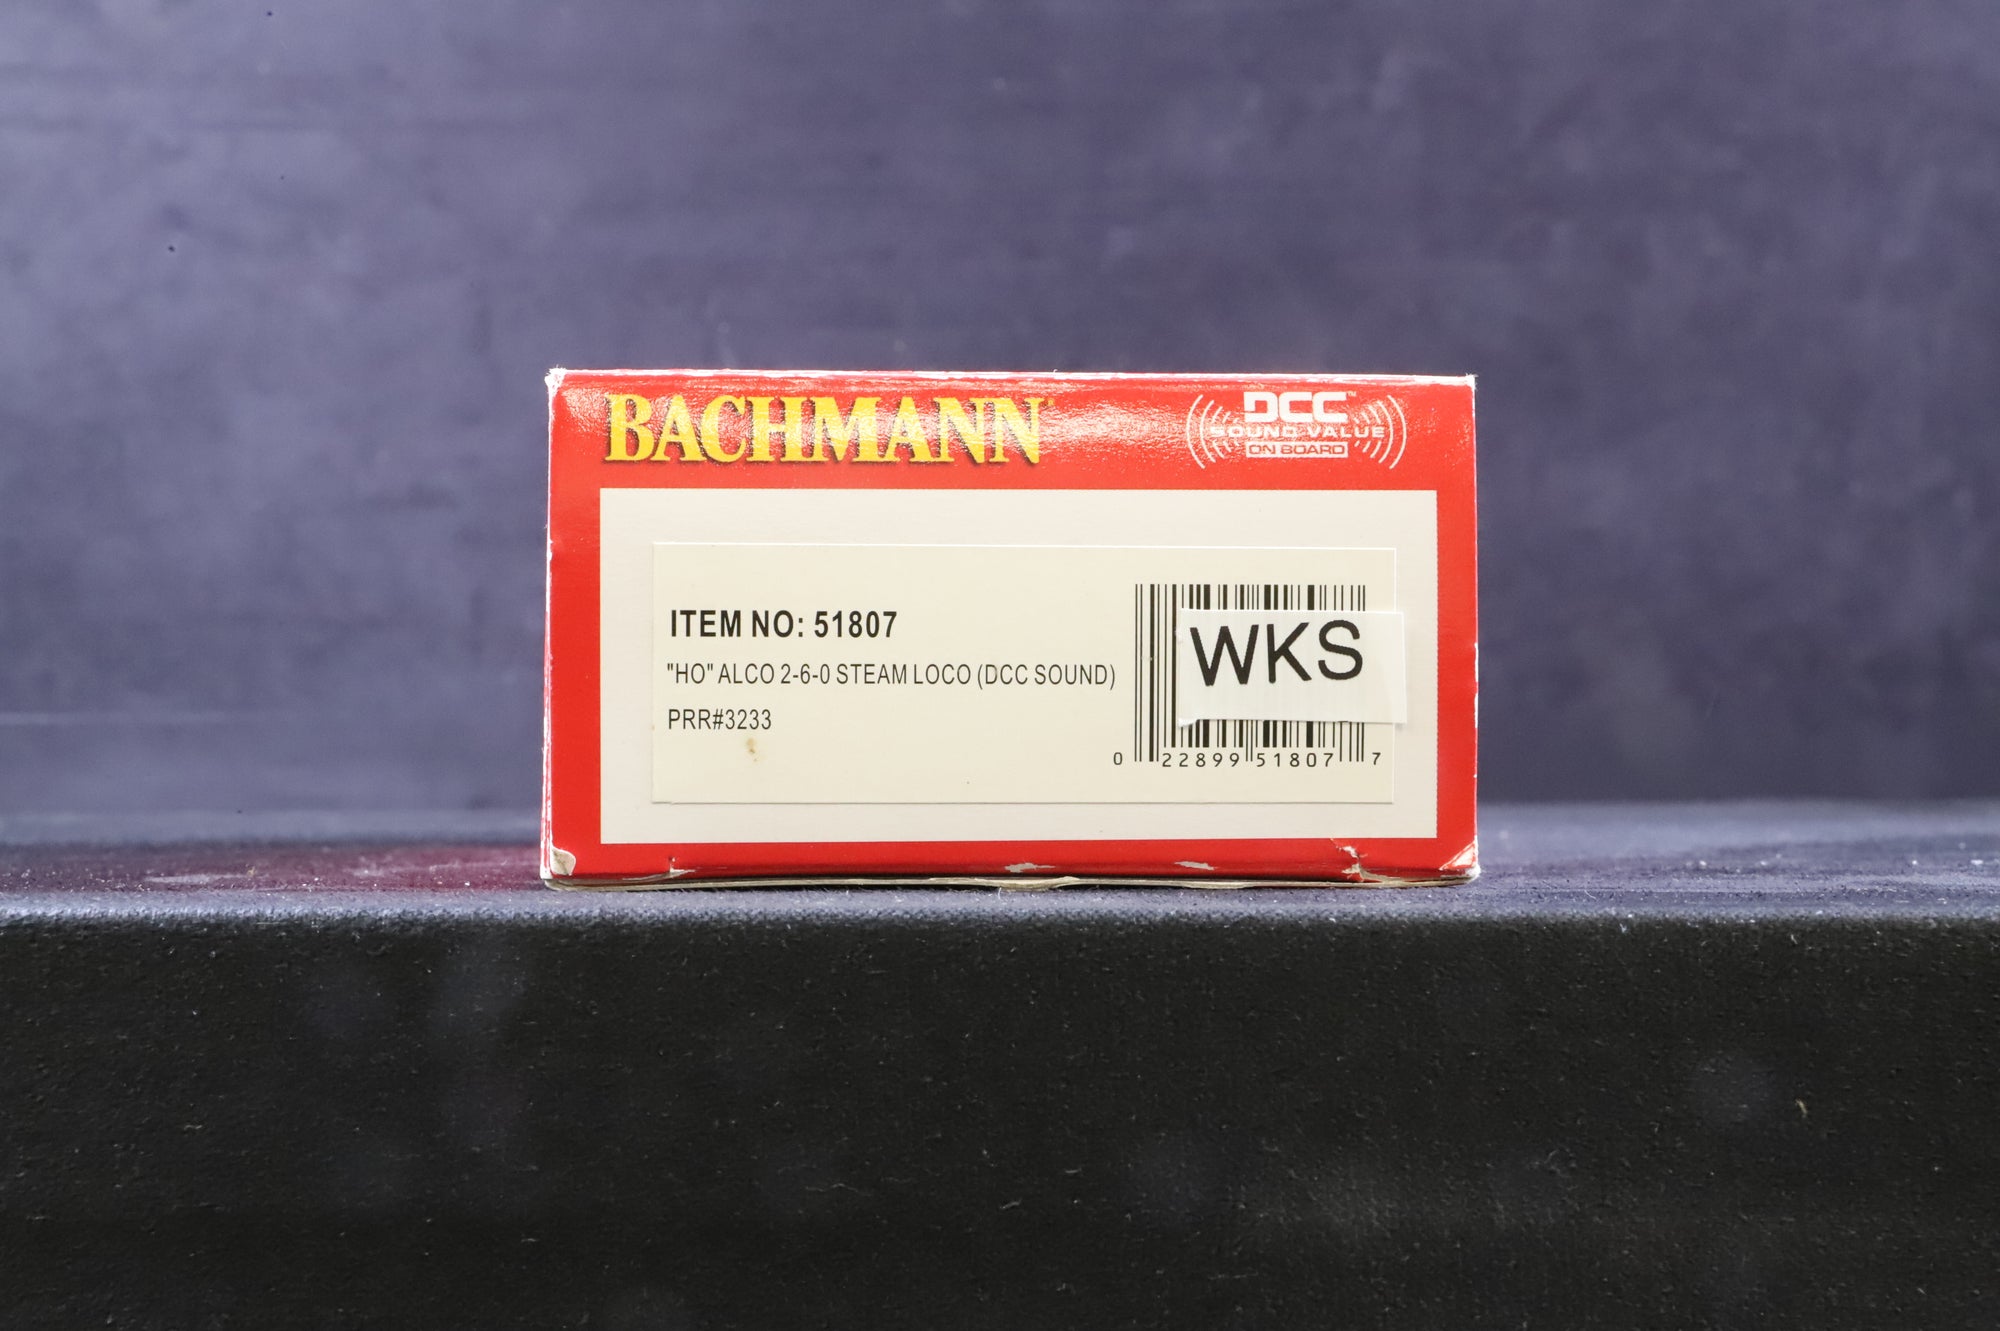 BACHMANN
DCC™
SOUND VALUE
ON BOARD
ITEM NO: 51807
"HO" ALCO 2-6-0 STEAM LOCO (DCC SOUND)
PRR#3233
WKS
0 22899 51807 7